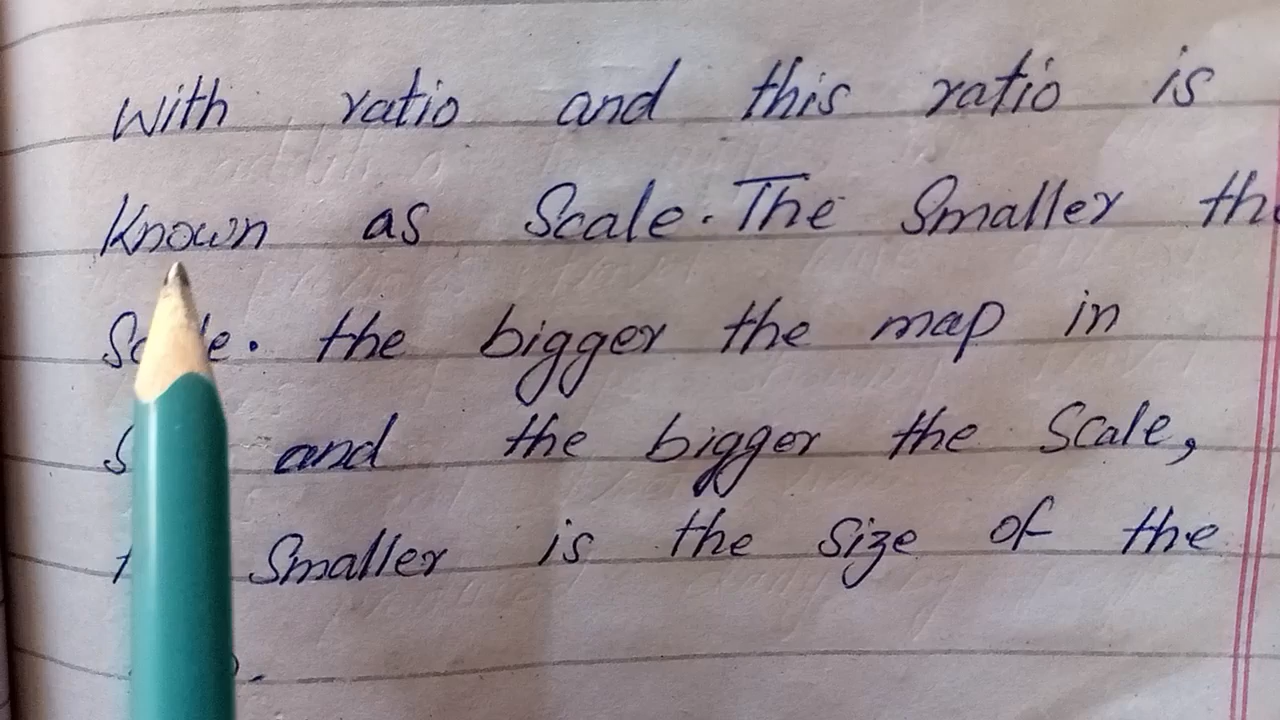 With ratio and this ratio is
Known as Scale. The Smaller the
the bigger the map in
and the bigger the Scale,
Smaller is the Size of the